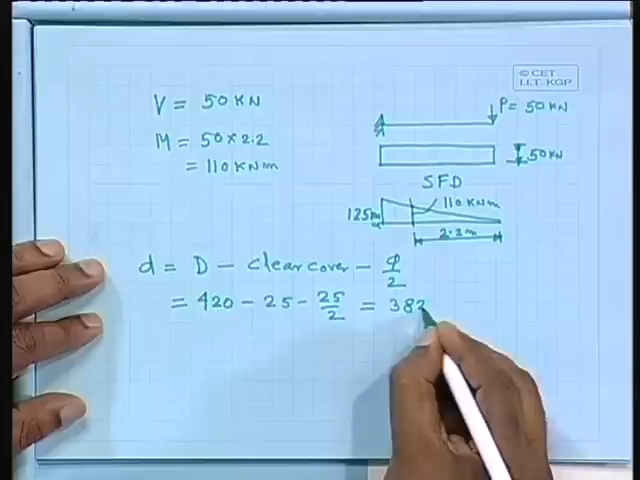 © CET
I.I.T. KGP
V = 50 KN
M = 50 × 2.2
= 110 KNm
P = 50 KN
50 KN
SFD
110 KNm
125
2.2 m
d = D - clear cover - φ/2
= 420 - 25 - 25/2 = 382